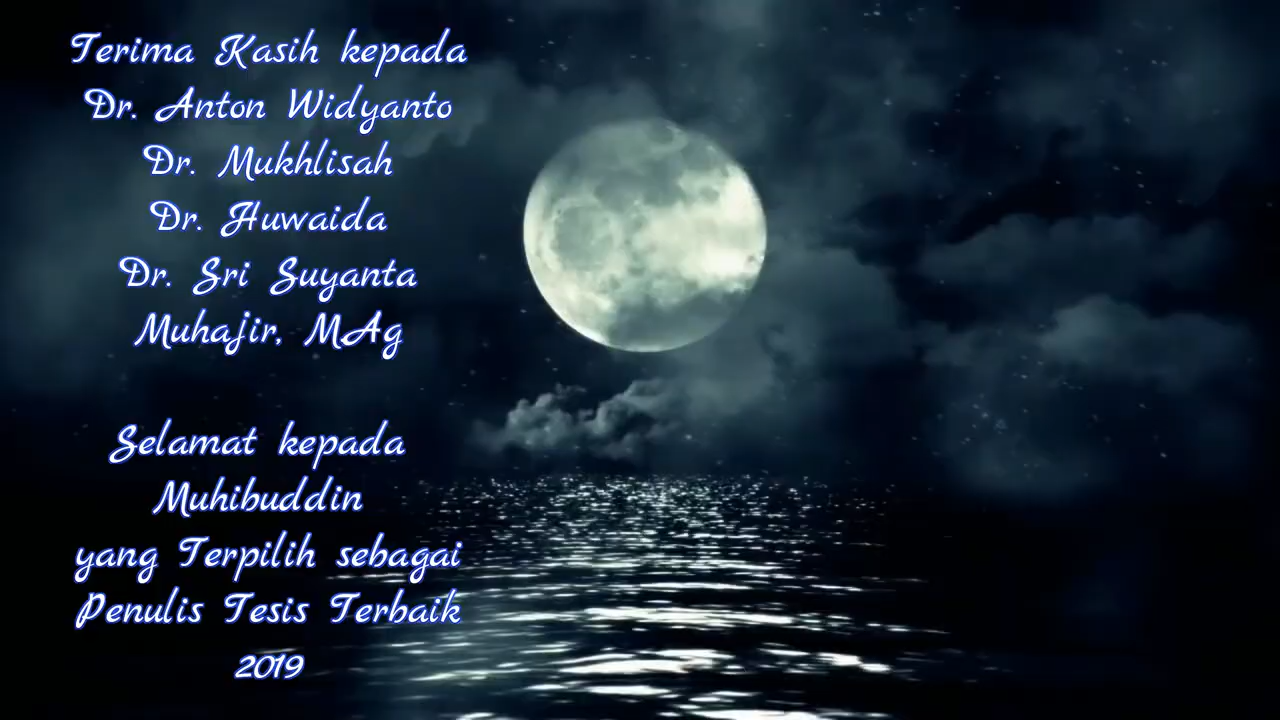 Terima Kasih kepada
Dr. Anton Widyanto
Dr. Mukhlisah
Dr. Huwaida
Dr. Sri Suyanta
Muhajir, MAg
Selamat kepada
Muhibuddin
yang Terpilih sebagai
Penulis Tesis Terbaik
2019